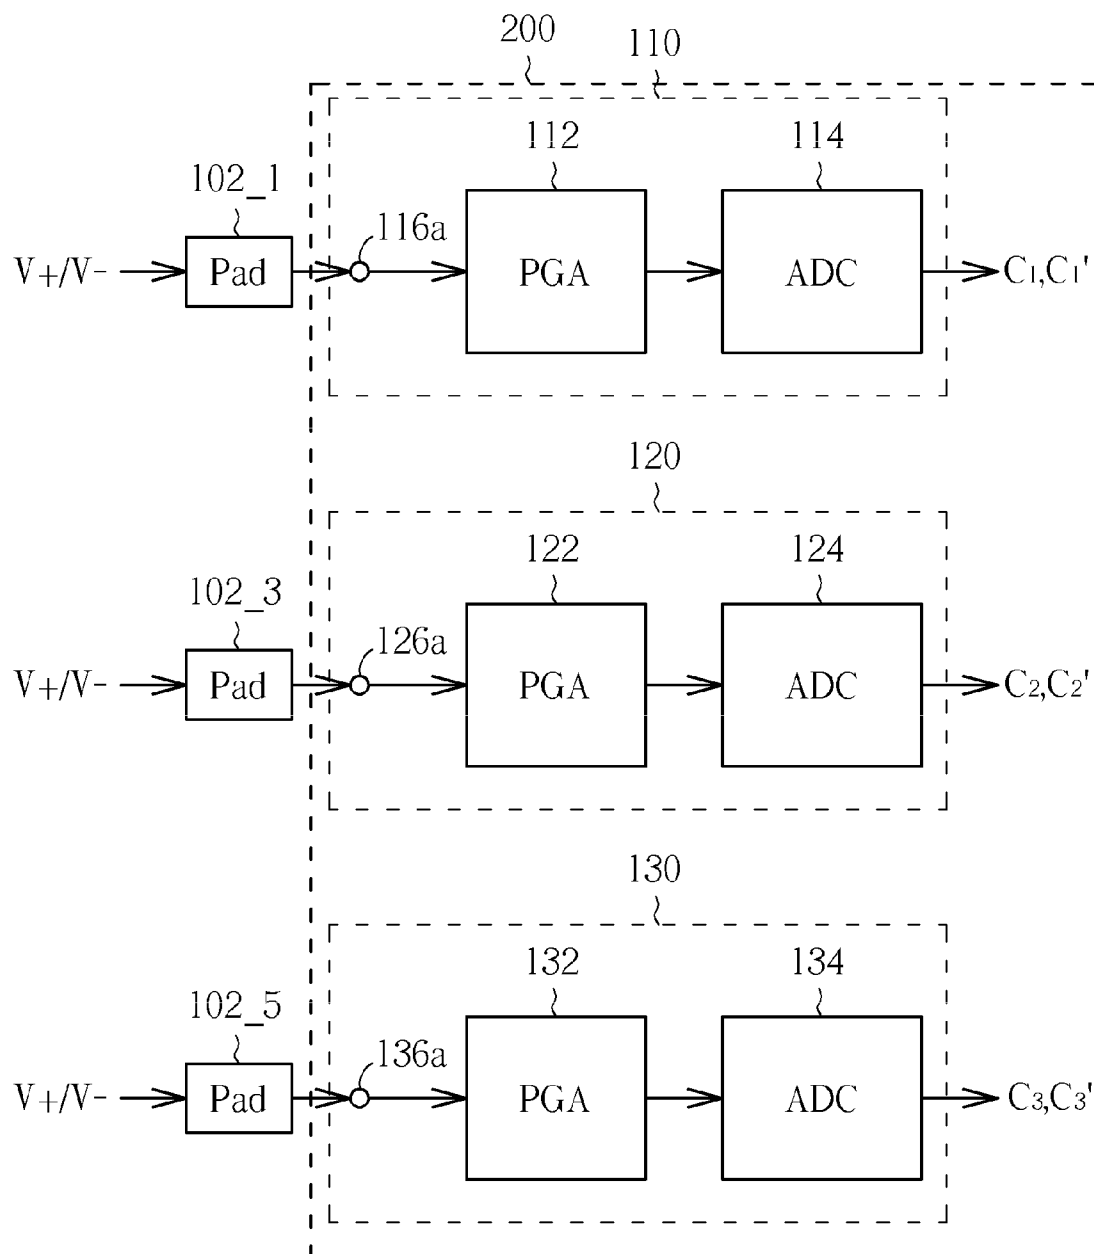 200
110
112
114
102_1
116a
V+/V-
Pad
PGA
ADC
C1,C1'
120
122
124
102_3
126a
V+/V-
Pad
PGA
ADC
C2,C2'
130
132
134
102_5
136a
V+/V-
Pad
PGA
ADC
C3,C3'